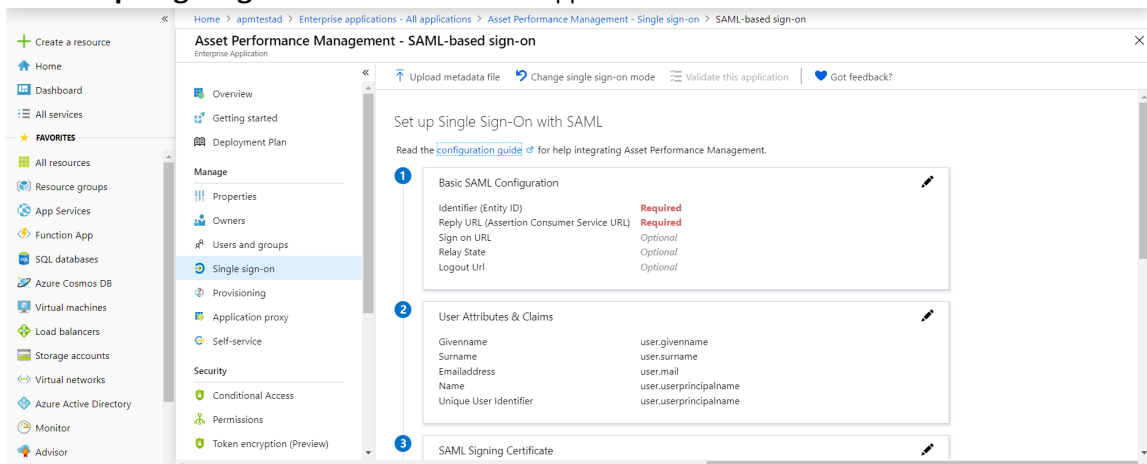 Home > apmtestad > Enterprise applications - All applications > Asset Performance Management - Single sign-on > SAML-based sign-on
Create a resource
Home
Dashboard
All services
FAVORITES
All resources
Resource groups
App Services
Function App
SQL databases
Azure Cosmos DB
Virtual machines
Load balancers
Storage accounts
Virtual networks
Azure Active Directory
Monitor
Advisor
Asset Performance Management - SAML-based sign-on
Enterprise Application
Overview
Getting started
Deployment Plan
Manage
Properties
Owners
Users and groups
Single sign-on
Provisioning
Application proxy
Self-service
Security
Conditional Access
Permissions
Token encryption (Preview)
Upload metadata file Change single sign-on mode Validate this application Got feedback?
Set up Single Sign-On with SAML
Read the configuration guide for help integrating Asset Performance Management.
1 Basic SAML Configuration
Identifier (Entity ID) Required
Reply URL (Assertion Consumer Service URL) Required
Sign on URL Optional
Relay State Optional
Logout Url Optional
2 User Attributes & Claims
Givenname user.givenname
Surname user.surname
Emailaddress user.mail
Name user.userprincipalname
Unique User Identifier user.userprincipalname
3 SAML Signing Certificate